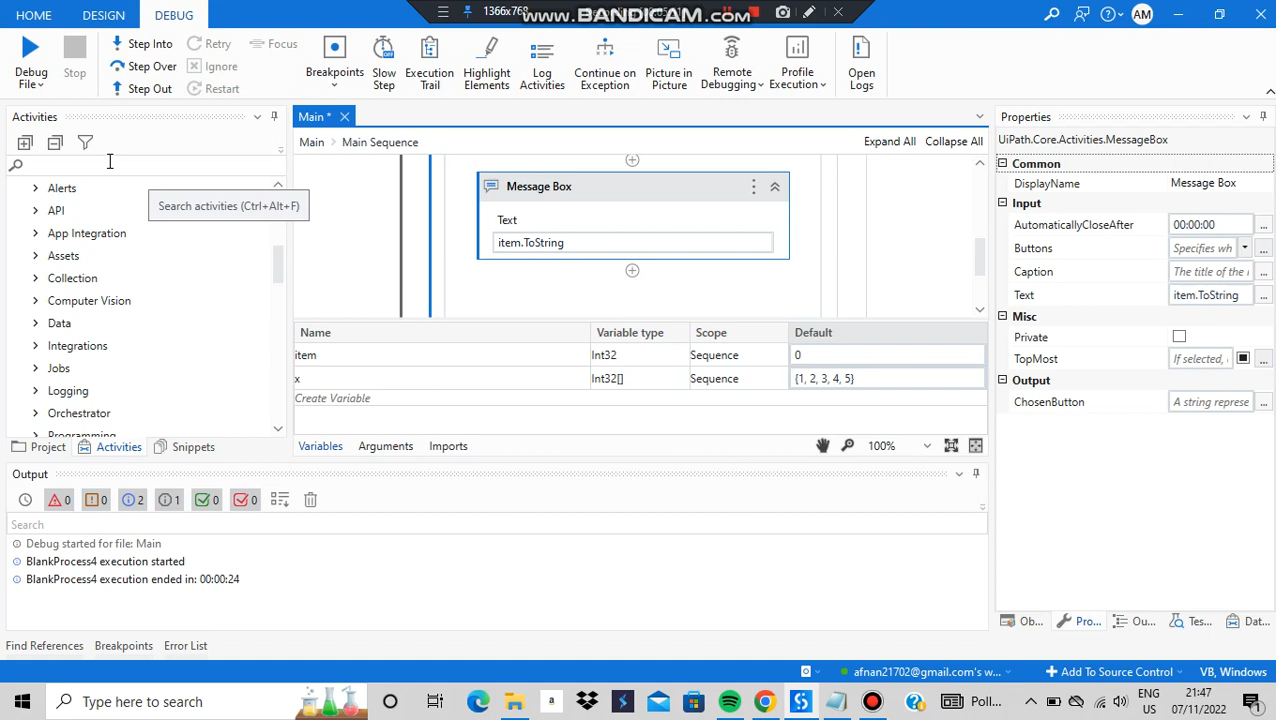 HOME DESIGN DEBUG
1366x768
www.BANDICAM.com
AM
Debug File
Stop
Step Into
Step Over
Step Out
Retry
Ignore
Restart
Focus
Breakpoints
Slow Step
Execution Trail
Highlight Elements
Log Activities
Continue on Exception
Picture in Picture
Remote Debugging
Profile Execution
Open Logs
Activities
Search activities (Ctrl+Alt+F)
Alerts
API
App Integration
Assets
Collection
Computer Vision
Data
Integrations
Jobs
Logging
Orchestrator
Programming
Project Activities Snippets
Main *
Main > Main Sequence
Expand All Collapse All
Message Box
Text
item.ToString
Name Variable type Scope Default
item Int32 Sequence 0
x Int32[] Sequence {1, 2, 3, 4, 5}
Create Variable
Variables Arguments Imports
100%
Properties
UiPath.Core.Activities.MessageBox
Common
DisplayName Message Box
Input
AutomaticallyCloseAfter 00:00:00 ...
Buttons Specifies wh ...
Caption The title of the ...
Text item.ToString ...
Misc
Private
TopMost If selected, ...
Output
ChosenButton A string represe ...
Ob... Pro... Ou... Tes... Dat...
Output
0 0 2 1 0 0
Search
Debug started for file: Main
BlankProcess4 execution started
BlankProcess4 execution ended in: 00:00:24
Find References Breakpoints Error List
afnan21702@gmail.com's w...
Add To Source Control
VB, Windows
Type here to search
Poll...
ENG
US
21:47
07/11/2022